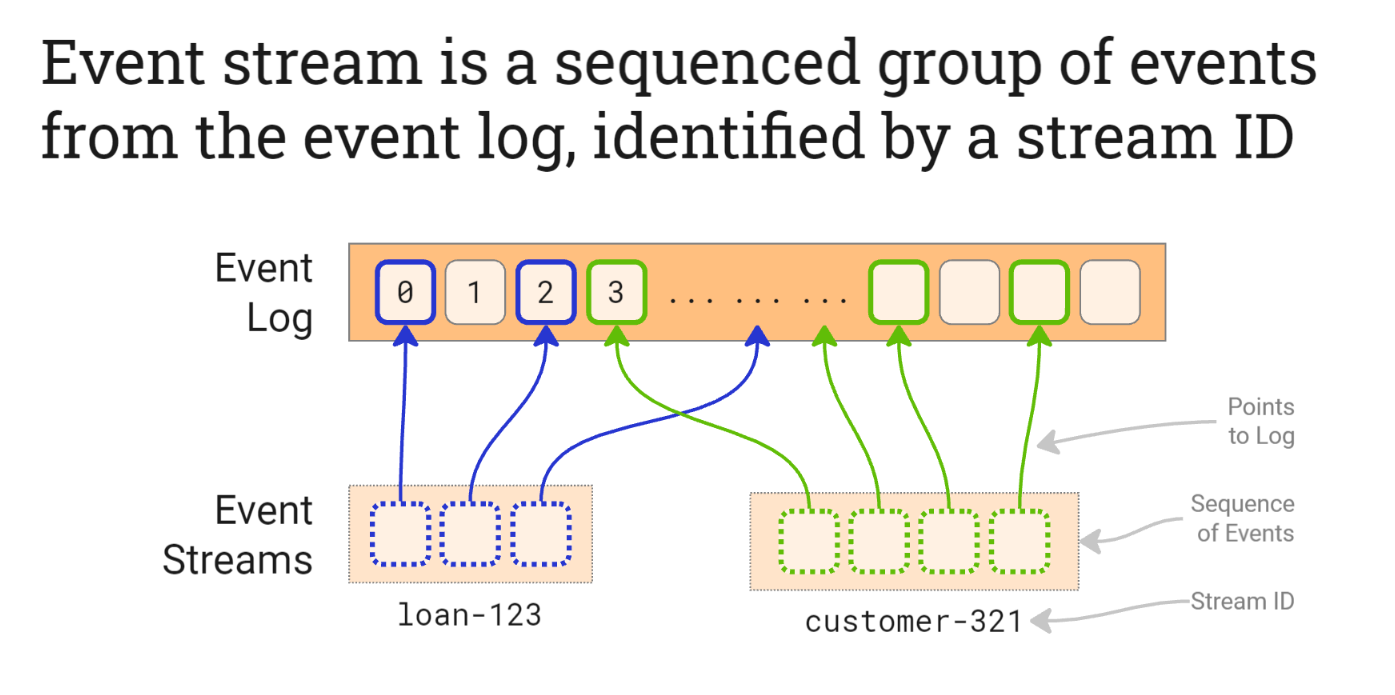 Event stream is a sequenced group of events
from the event log, identified by a stream ID
Event
Log
0 1 2 3 ... ... ...
Points
to Log
Event
Streams
Sequence
of Events
loan-123
customer-321
Stream ID